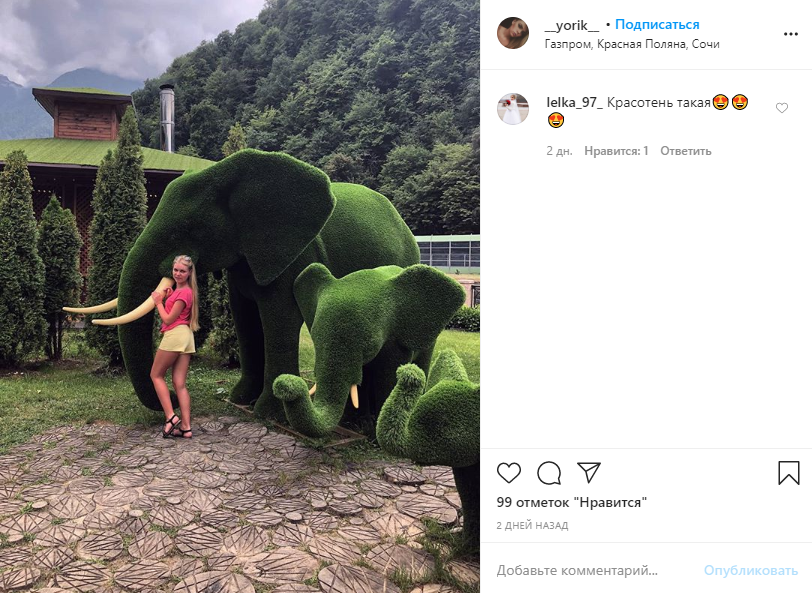 __yorik__ • Подписаться
Газпром, Красная Поляна, Сочи
lelka_97_ Красотень такая😍😍
😍
2 дн. Нравится: 1 Ответить
99 отметок "Нравится"
2 ДНЕЙ НАЗАД
Добавьте комментарий... Опубликовать